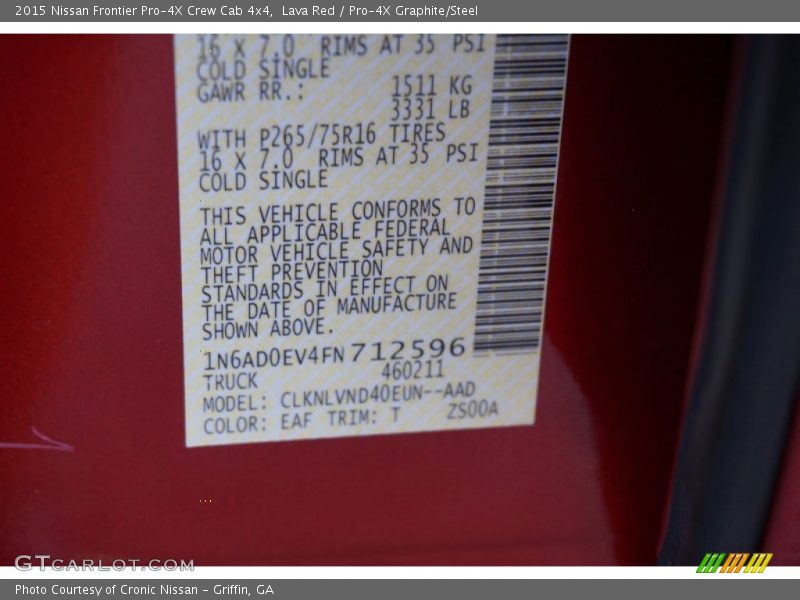 2015 Nissan Frontier Pro-4X Crew Cab 4x4, Lava Red / Pro-4X Graphite/Steel
16 X 7.0 RIMS AT 35 PSI
COLD SINGLE
GAWR RR.: 1511 KG
3331 LB
WITH P265/75R16 TIRES
16 X 7.0 RIMS AT 35 PSI
COLD SINGLE
THIS VEHICLE CONFORMS TO
ALL APPLICABLE FEDERAL
MOTOR VEHICLE SAFETY AND
THEFT PREVENTION
STANDARDS IN EFFECT ON
THE DATE OF MANUFACTURE
SHOWN ABOVE.
1N6AD0EV4FN712596
TRUCK 460211
MODEL: CLKNLVND40EUN--AAD
COLOR: EAF TRIM: T ZS00A
GTCARLOT.COM
Photo Courtesy of Cronic Nissan - Griffin, GA